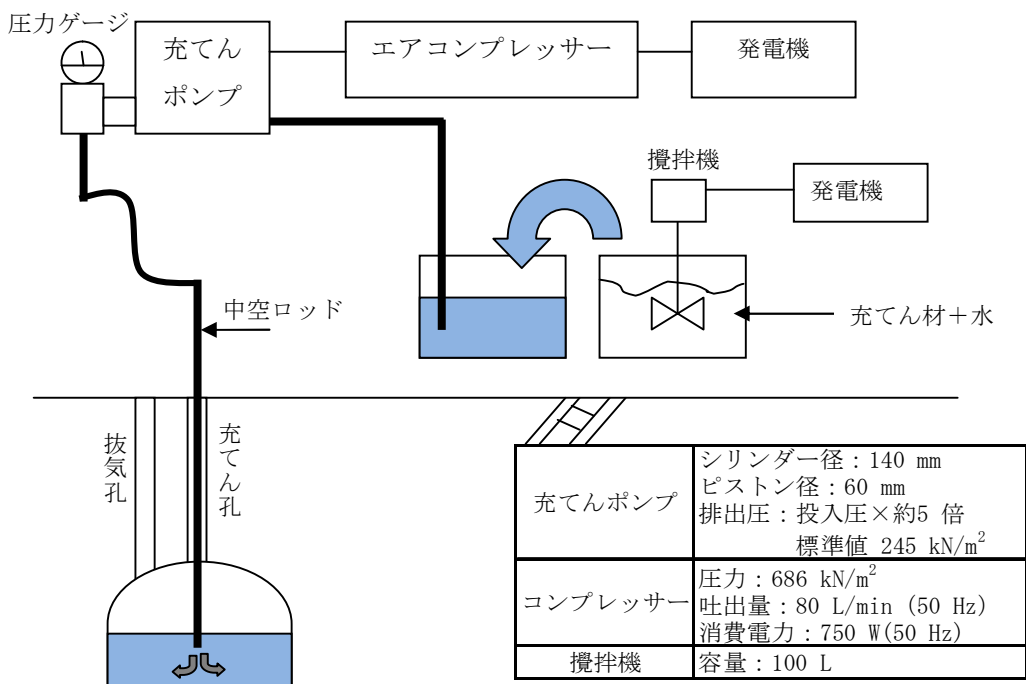 圧力ゲージ
充てん
ポンプ
エアコンプレッサー
発電機
攪拌機
発電機
中空ロッド
充てん材＋水
抜気孔
充てん孔
充てんポンプ
シリンダー径：140 mm
ピストン径：60 mm
排出圧：投入圧×約5 倍
標準値 245 kN/m²
コンプレッサー
圧力：686 kN/m²
吐出量：80 L/min (50 Hz)
消費電力：750 W(50 Hz)
攪拌機
容量：100 L